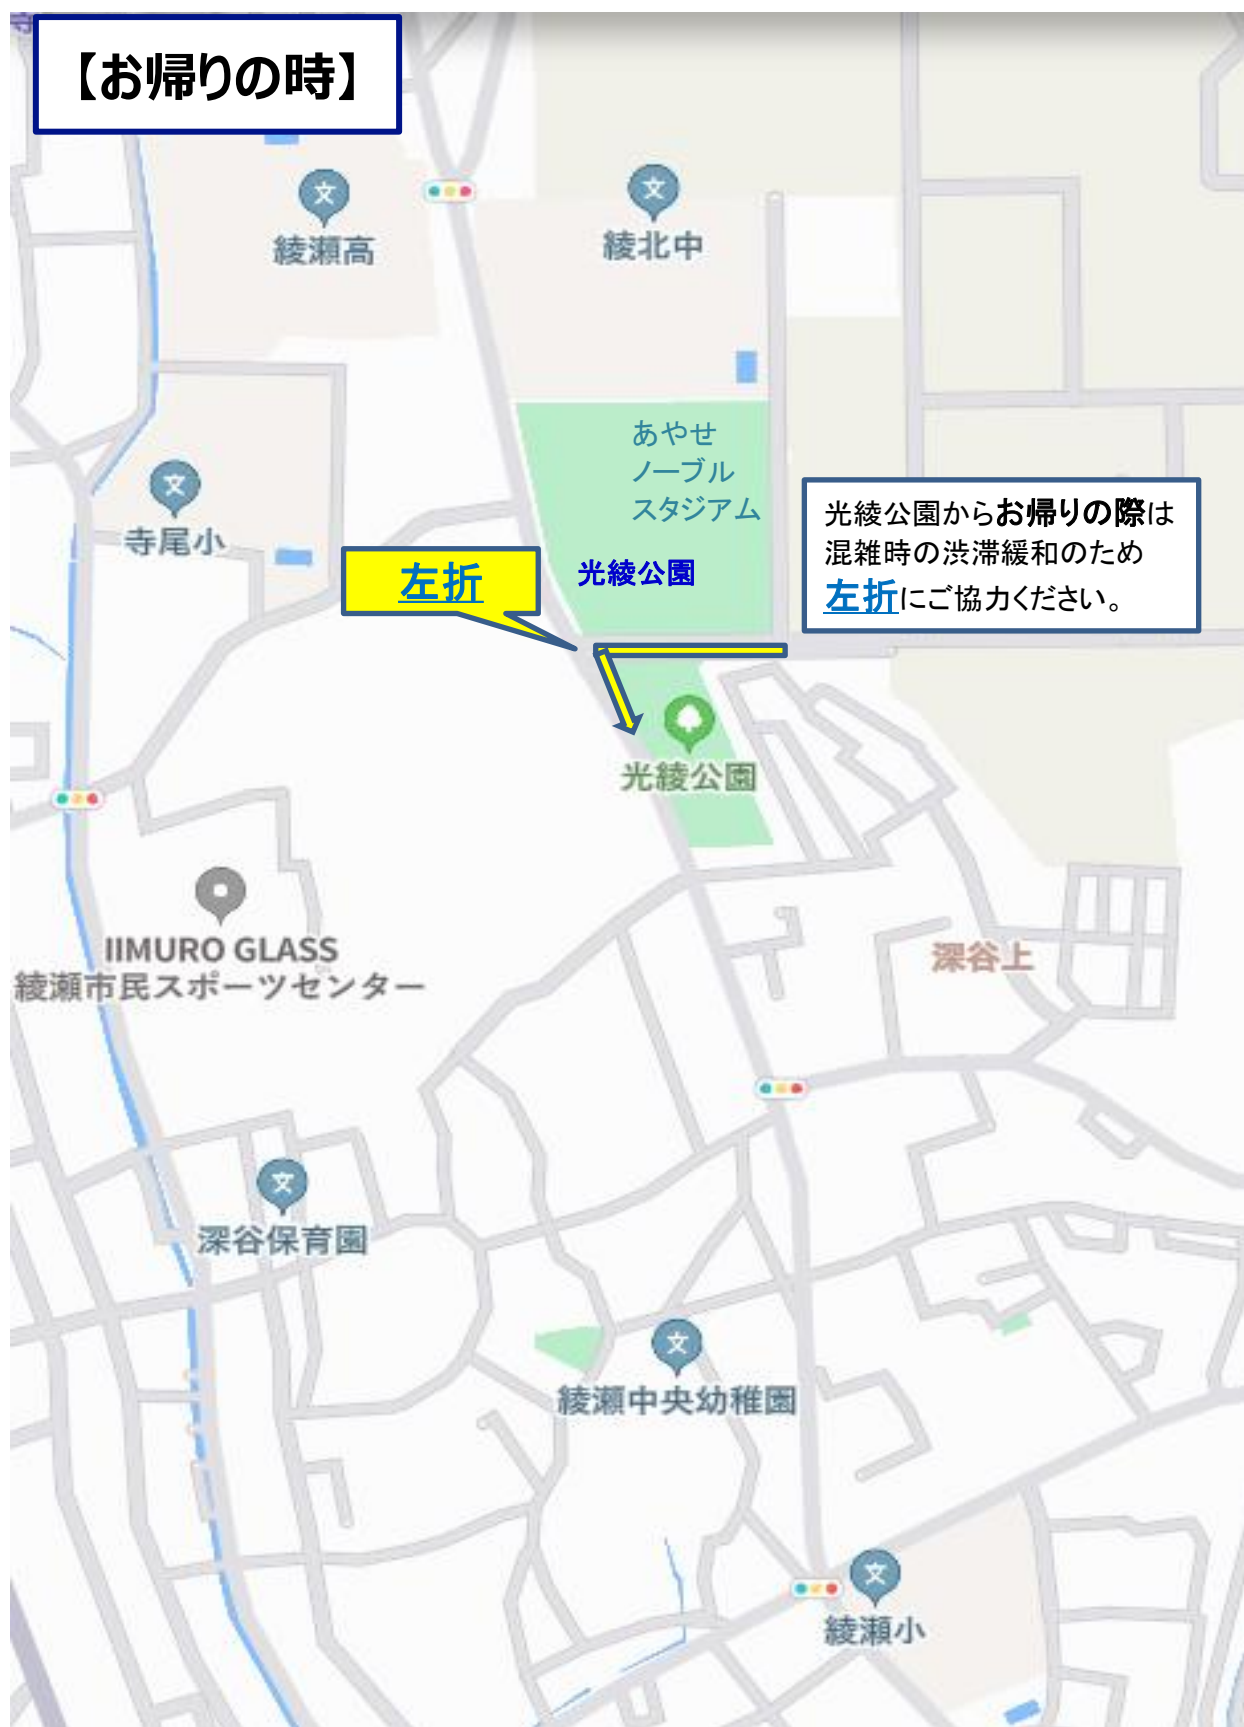 【お帰りの時】
綾瀬高
綾北中
あやせ
ノーブル
スタジアム
寺尾小
光綾公園から お帰りの際は
混雑時の渋滞緩和のため
左折にご協力ください。
左折
光綾公園
光綾公園
IIMURO GLASS
綾瀬市民スポーツセンター
深谷上
深谷保育園
綾瀬中央幼稚園
綾瀬小